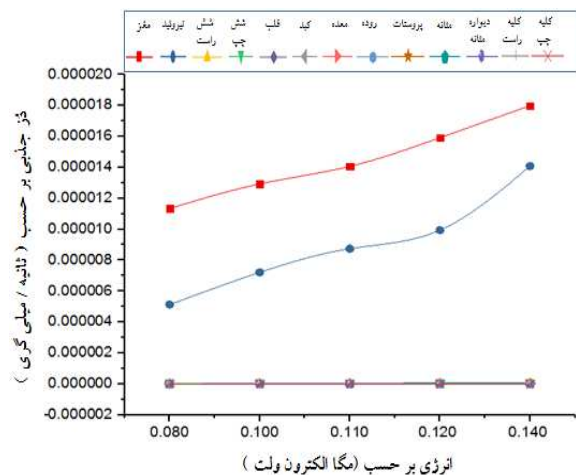 مغز
تیروئید
شش راست
شش چپ
قلب
کبد
معده
روده
پروستات
مثانه
دیواره مثانه
کلیه راست
کلیه چپ
0.000020
0.000018
0.000016
0.000014
0.000012
0.000010
0.000008
0.000006
0.000004
0.000002
0.000000
-0.000002
دُز جذبی بر حسب ( ثانیه / میلی گری )
0.080 0.100 0.110 0.120 0.140
انرژی بر حسب (مگا الکترون ولت )